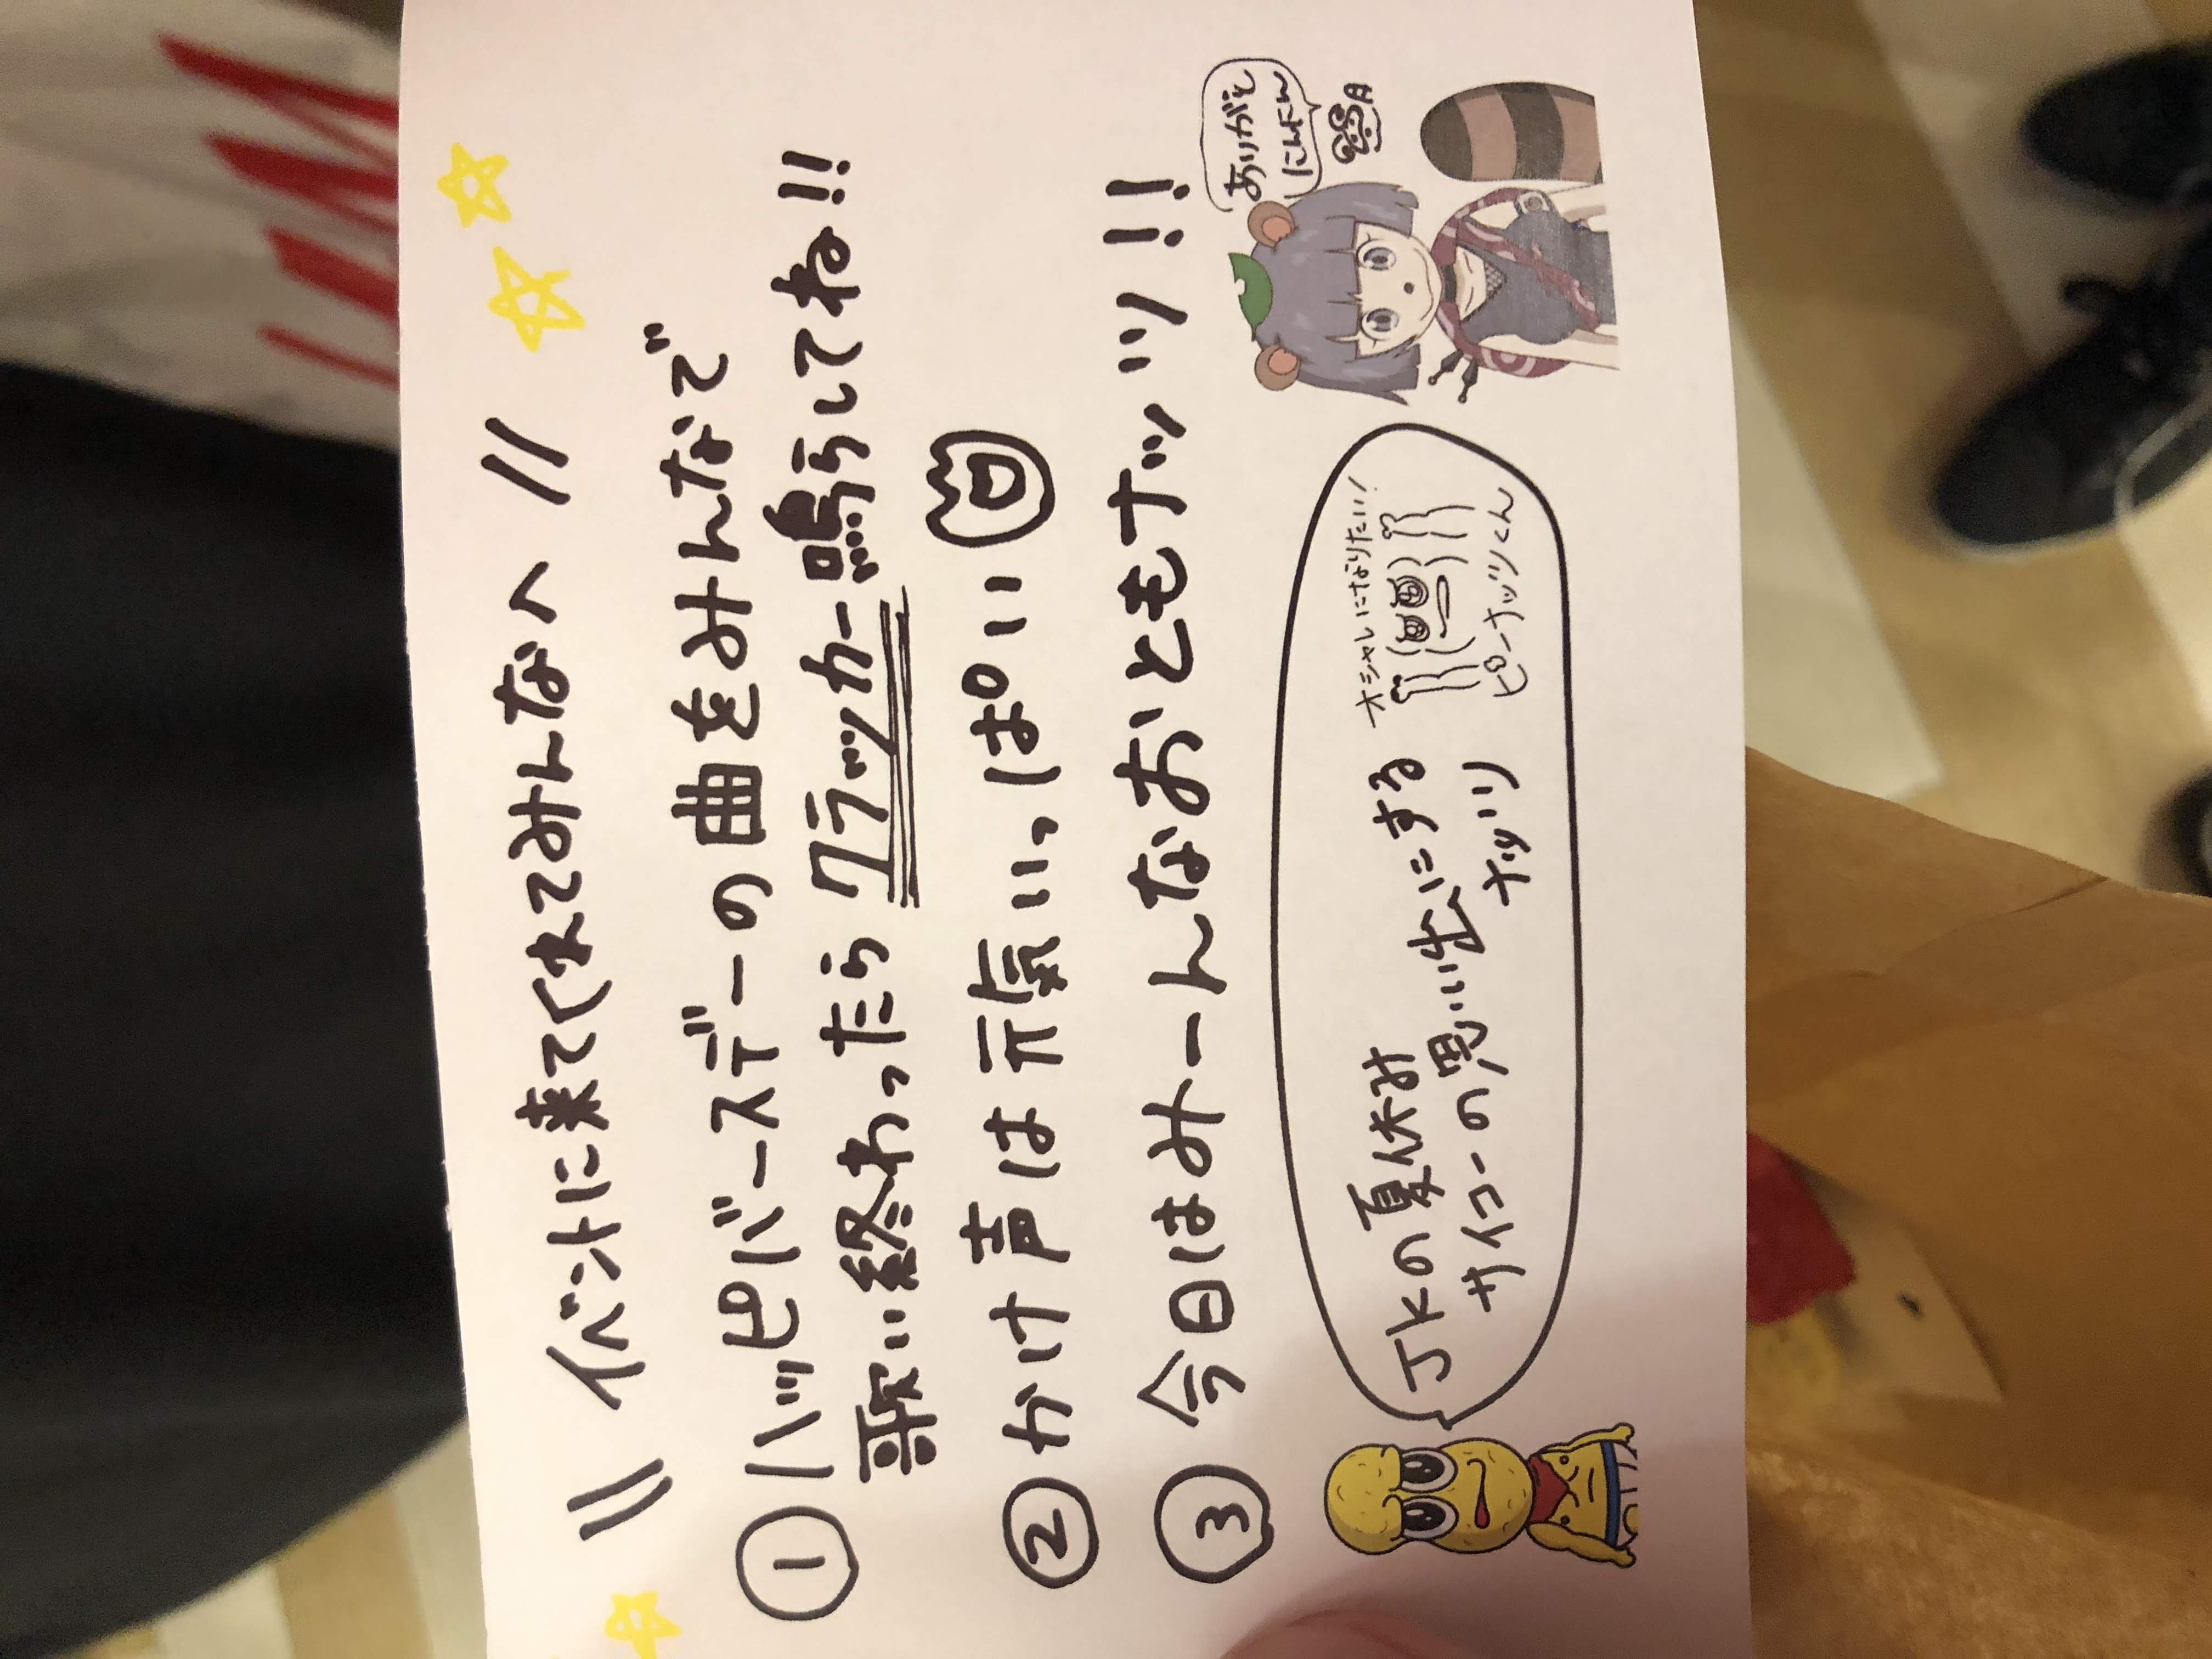 \\ イベントに来てくれてみんなへ //
① ハッピバースデーの曲をみんなで
歌い終わったらクラッカー鳴らしてね!!
② かけ声は元気いっぱい
③ 今日はみーんなおともナッツ!!
ありがと
にんにん
月
JKの夏休み
サイコーの思い出にする
ナッツ
オシャレになりたい!
ピーナッツくん
H&M